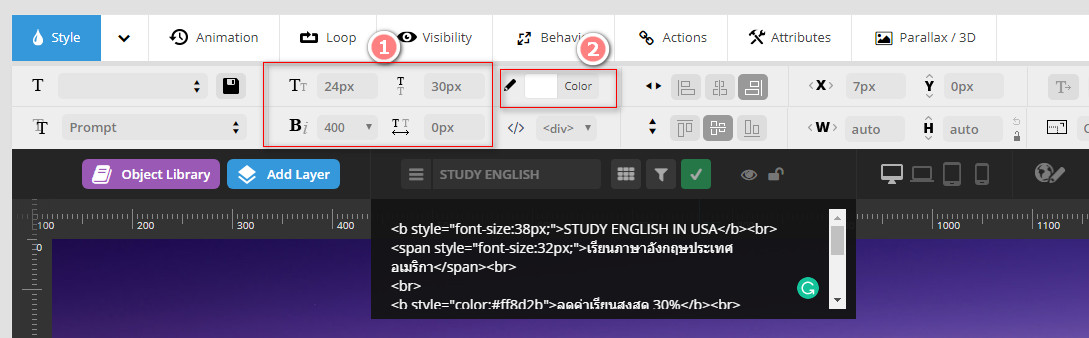 Style
Animation
Loop
Visibility
Behavi
Actions
Attributes
Parallax / 3D
1
2
24px
30px
Color
<X>
7px
Y
0px
Prompt
400
0px
</>
<div>
<W>
auto
H
auto
Object Library
Add Layer
STUDY ENGLISH
100
200
300
400
1000
1100
0
<b style="font-size:38px;">STUDY ENGLISH IN USA</b><br>
<span style="font-size:32px;">เรียนภาษาอังกฤษประเทศ
อเมริกา</span><br>
<br>
<b style="color:#ff8d2b">ลดค่าเรียนสูงสุด 30%</b><br>